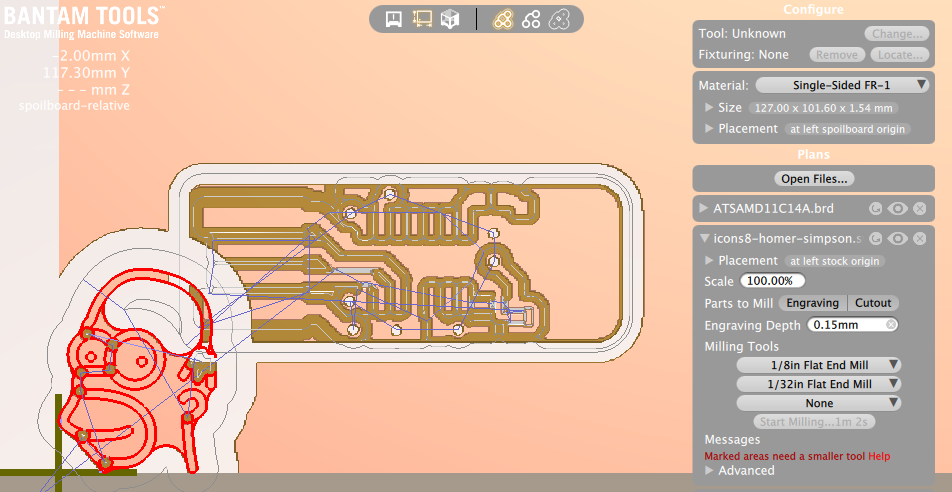 BANTAM TOOLS™
Desktop Milling Machine Software
-2.00mm X
117.30mm Y
- - - mm Z
spoilboard-relative
Configure
Tool: Unknown
Change...
Fixturing: None
Remove
Locate...
Material:
Single-Sided FR-1
Size
127.00 x 101.60 x 1.54 mm
Placement
at left spoilboard origin
Plans
Open Files...
ATSAMD11C14A.brd
icons8-homer-simpson.s
Placement
at left stock origin
Scale
100.00%
Parts to Mill
Engraving
Cutout
Engraving Depth
0.15mm
Milling Tools
1/8in Flat End Mill
1/32in Flat End Mill
None
Start Milling...1m 2s
Messages
Marked areas need a smaller tool Help
Advanced